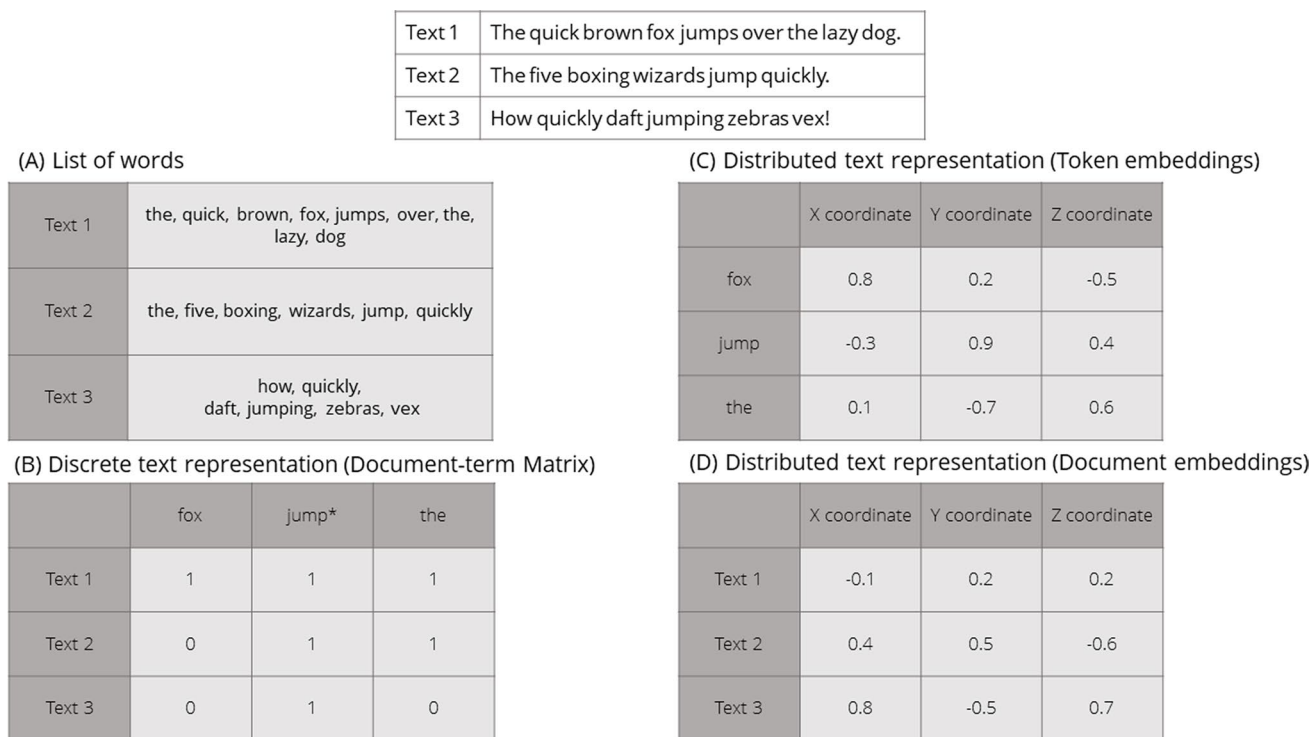 Text 1 The quick brown fox jumps over the lazy dog.
Text 2 The five boxing wizards jump quickly.
Text 3 How quickly daft jumping zebras vex!
(A) List of words
Text 1 the, quick, brown, fox, jumps, over, the,
lazy, dog
Text 2 the, five, boxing, wizards, jump, quickly
Text 3 how, quickly,
daft, jumping, zebras, vex
(B) Discrete text representation (Document-term Matrix)
fox jump* the
Text 1 1 1 1
Text 2 0 1 1
Text 3 0 1 0
(C) Distributed text representation (Token embeddings)
X coordinate Y coordinate Z coordinate
fox 0.8 0.2 -0.5
jump -0.3 0.9 0.4
the 0.1 -0.7 0.6
(D) Distributed text representation (Document embeddings)
X coordinate Y coordinate Z coordinate
Text 1 -0.1 0.2 0.2
Text 2 0.4 0.5 -0.6
Text 3 0.8 -0.5 0.7